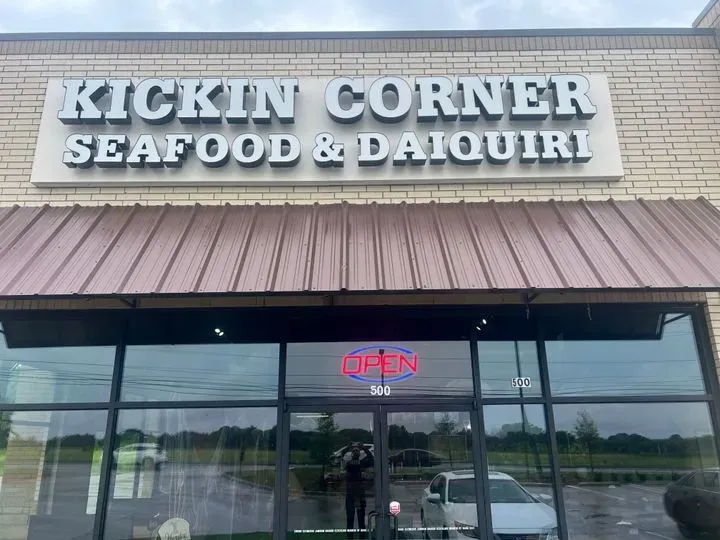 KICKIN CORNER
SEAFOOD & DAIQUIRI
OPEN
500
500